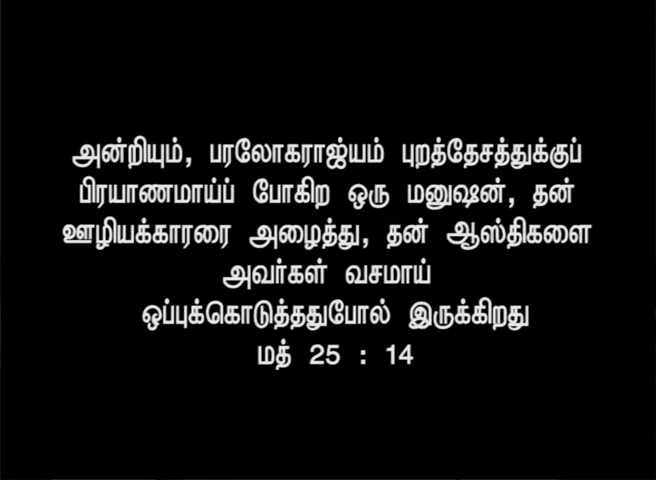 அன்றியும், பரலோகராஜ்யம் புறத்தேசத்துக்குப்
பிரயாணமாய்ப் போகிற ஒரு மனுஷன், தன்
ஊழியக்காரரை அழைத்து, தன் ஆஸ்திகளை
அவர்கள் வசமாய்
ஒப்புக்கொடுத்ததுபோல் இருக்கிறது
மத் 25 : 14